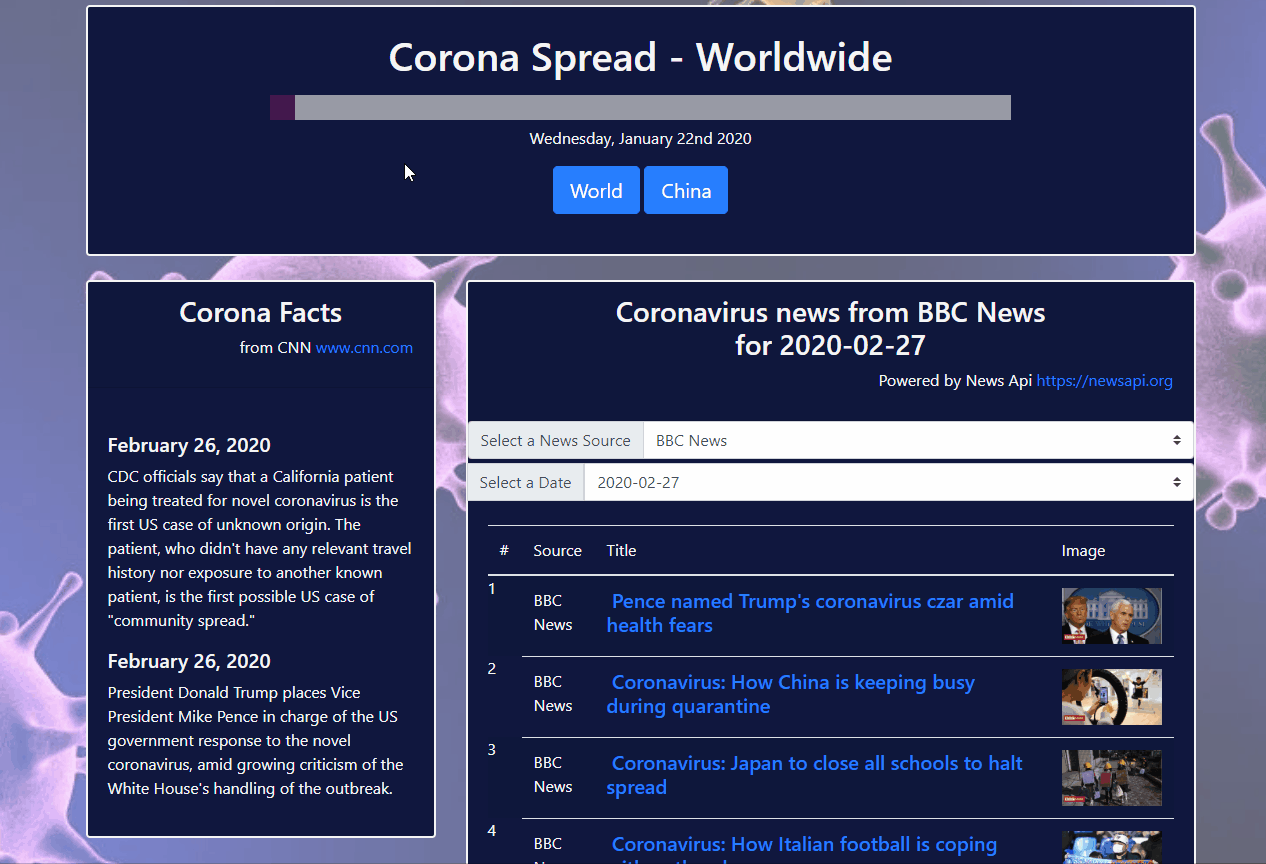 Corona Spread - Worldwide
Wednesday, January 22nd 2020
World China
Corona Facts
from CNN www.cnn.com
February 26, 2020
CDC officials say that a California patient
being treated for novel coronavirus is the
first US case of unknown origin. The
patient, who didn't have any relevant travel
history nor exposure to another known
patient, is the first possible US case of
"community spread."
February 26, 2020
President Donald Trump places Vice
President Mike Pence in charge of the US
government response to the novel
coronavirus, amid growing criticism of the
White House's handling of the outbreak.
Coronavirus news from BBC News
for 2020-02-27
Powered by News Api https://newsapi.org
Select a News Source BBC News
Select a Date 2020-02-27
# Source Title Image
1 BBC News Pence named Trump's coronavirus czar amid
health fears
2 BBC News Coronavirus: How China is keeping busy
during quarantine
3 BBC News Coronavirus: Japan to close all schools to halt
spread
4 BBC Coronavirus: How Italian football is coping